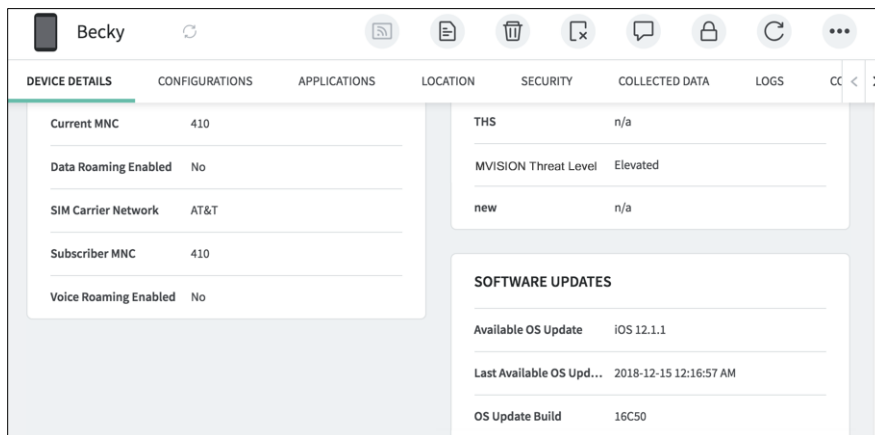 Becky
DEVICE DETAILS CONFIGURATIONS APPLICATIONS LOCATION SECURITY COLLECTED DATA LOGS
Current MNC 410
Data Roaming Enabled No
SIM Carrier Network AT&T
Subscriber MNC 410
Voice Roaming Enabled No
THS n/a
MVISION Threat Level Elevated
new n/a
SOFTWARE UPDATES
Available OS Update iOS 12.1.1
Last Available OS Upd... 2018-12-15 12:16:57 AM
OS Update Build 16C50